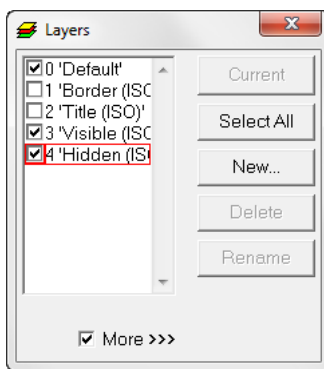 Layers
0 'Default'
1 'Border (ISC
2 'Title (ISO)'
3 'Visible (ISC
4 'Hidden (IS
Current
Select All
New...
Delete
Rename
More >>>